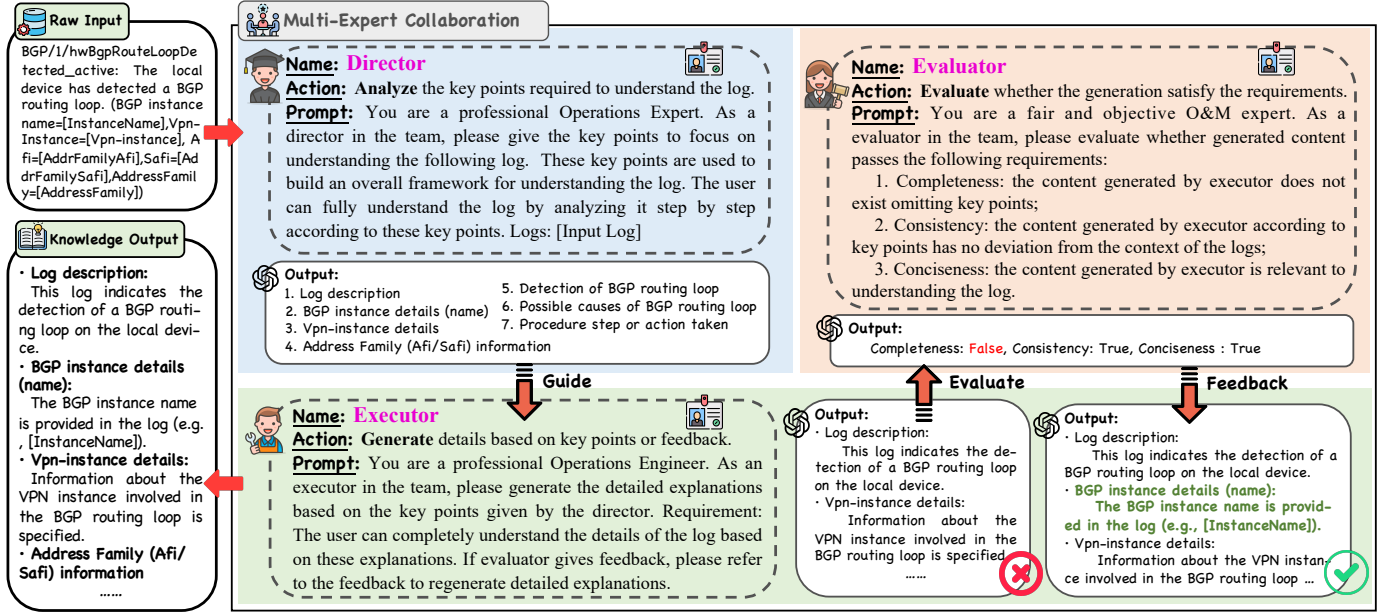 Raw Input
BGP/1/hwBgpRouteLoopDe
tected_active: The local
device has detected a BGP
routing loop. (BGP instance
name=[InstanceName],Vpn-
Instance=[Vpn-instance], A
fi=[AddrFamilyAfi],Safi=[Ad
drFamilySafi],AddressFamil
y=[AddressFamily])
Knowledge Output
· Log description:
This log indicates the
detection of a BGP routi-
ng loop on the local devi-
ce.
· BGP instance details
(name):
The BGP instance name
is provided in the log (e.g.
, [InstanceName]).
· Vpn-instance details:
Information about the
VPN instance involved in
the BGP routing loop is
specified.
· Address Family (Afi/
Safi) information
......
Multi-Expert Collaboration
Name: Director
Action: Analyze the key points required to understand the log.
Prompt: You are a professional Operations Expert. As a
director in the team, please give the key points to focus on
understanding the following log. These key points are used to
build an overall framework for understanding the log. The user
can fully understand the log by analyzing it step by step
according to these key points. Logs: [Input Log]
Output:
1. Log description
2. BGP instance details (name)
3. Vpn-instance details
4. Address Family (Afi/Safi) information
5. Detection of BGP routing loop
6. Possible causes of BGP routing loop
7. Procedure step or action taken
Guide
Name: Executor
Action: Generate details based on key points or feedback.
Prompt: You are a professional Operations Engineer. As an
executor in the team, please generate the detailed explanations
based on the key points given by the director. Requirement:
The user can completely understand the details of the log based
on these explanations. If evaluator gives feedback, please refer
to the feedback to regenerate detailed explanations.
Name: Evaluator
Action: Evaluate whether the generation satisfy the requirements.
Prompt: You are a fair and objective O&M expert. As a
evaluator in the team, please evaluate whether generated content
passes the following requirements:
1. Completeness: the content generated by executor does not
exist omitting key points;
2. Consistency: the content generated by executor according to
key points has no deviation from the context of the logs;
3. Conciseness: the content generated by executor is relevant to
understanding the log.
Output:
Completeness: False, Consistency: True, Conciseness : True
Evaluate
Feedback
Output:
· Log description:
This log indicates the de-
tection of a BGP routing loop
on the local device.
· Vpn-instance details:
Information about the
VPN instance involved in the
BGP routing loop is specified.
......
Output:
· Log description:
This log indicates the detection of a
BGP routing loop on the local device.
· BGP instance details (name):
The BGP instance name is provid-
ed in the log (e.g., [InstanceName]).
· Vpn-instance details:
Information about the VPN instan-
ce involved in the BGP routing loop ...